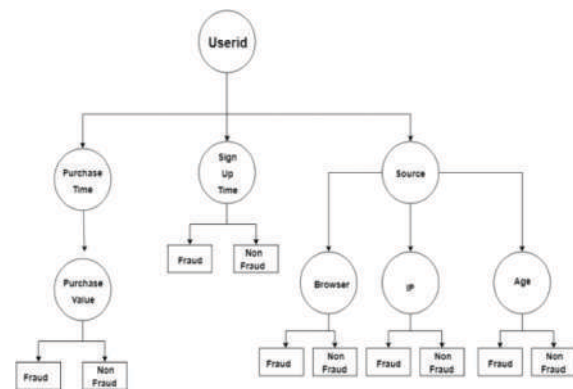 Userid
Purchase
Time
Sign
Up
Time
Source
Fraud
Non
Fraud
Purchase
Value
Browser
IP
Age
Fraud
Non
Fraud
Fraud
Non
Fraud
Fraud
Non
Fraud
Fraud
Non
Fraud